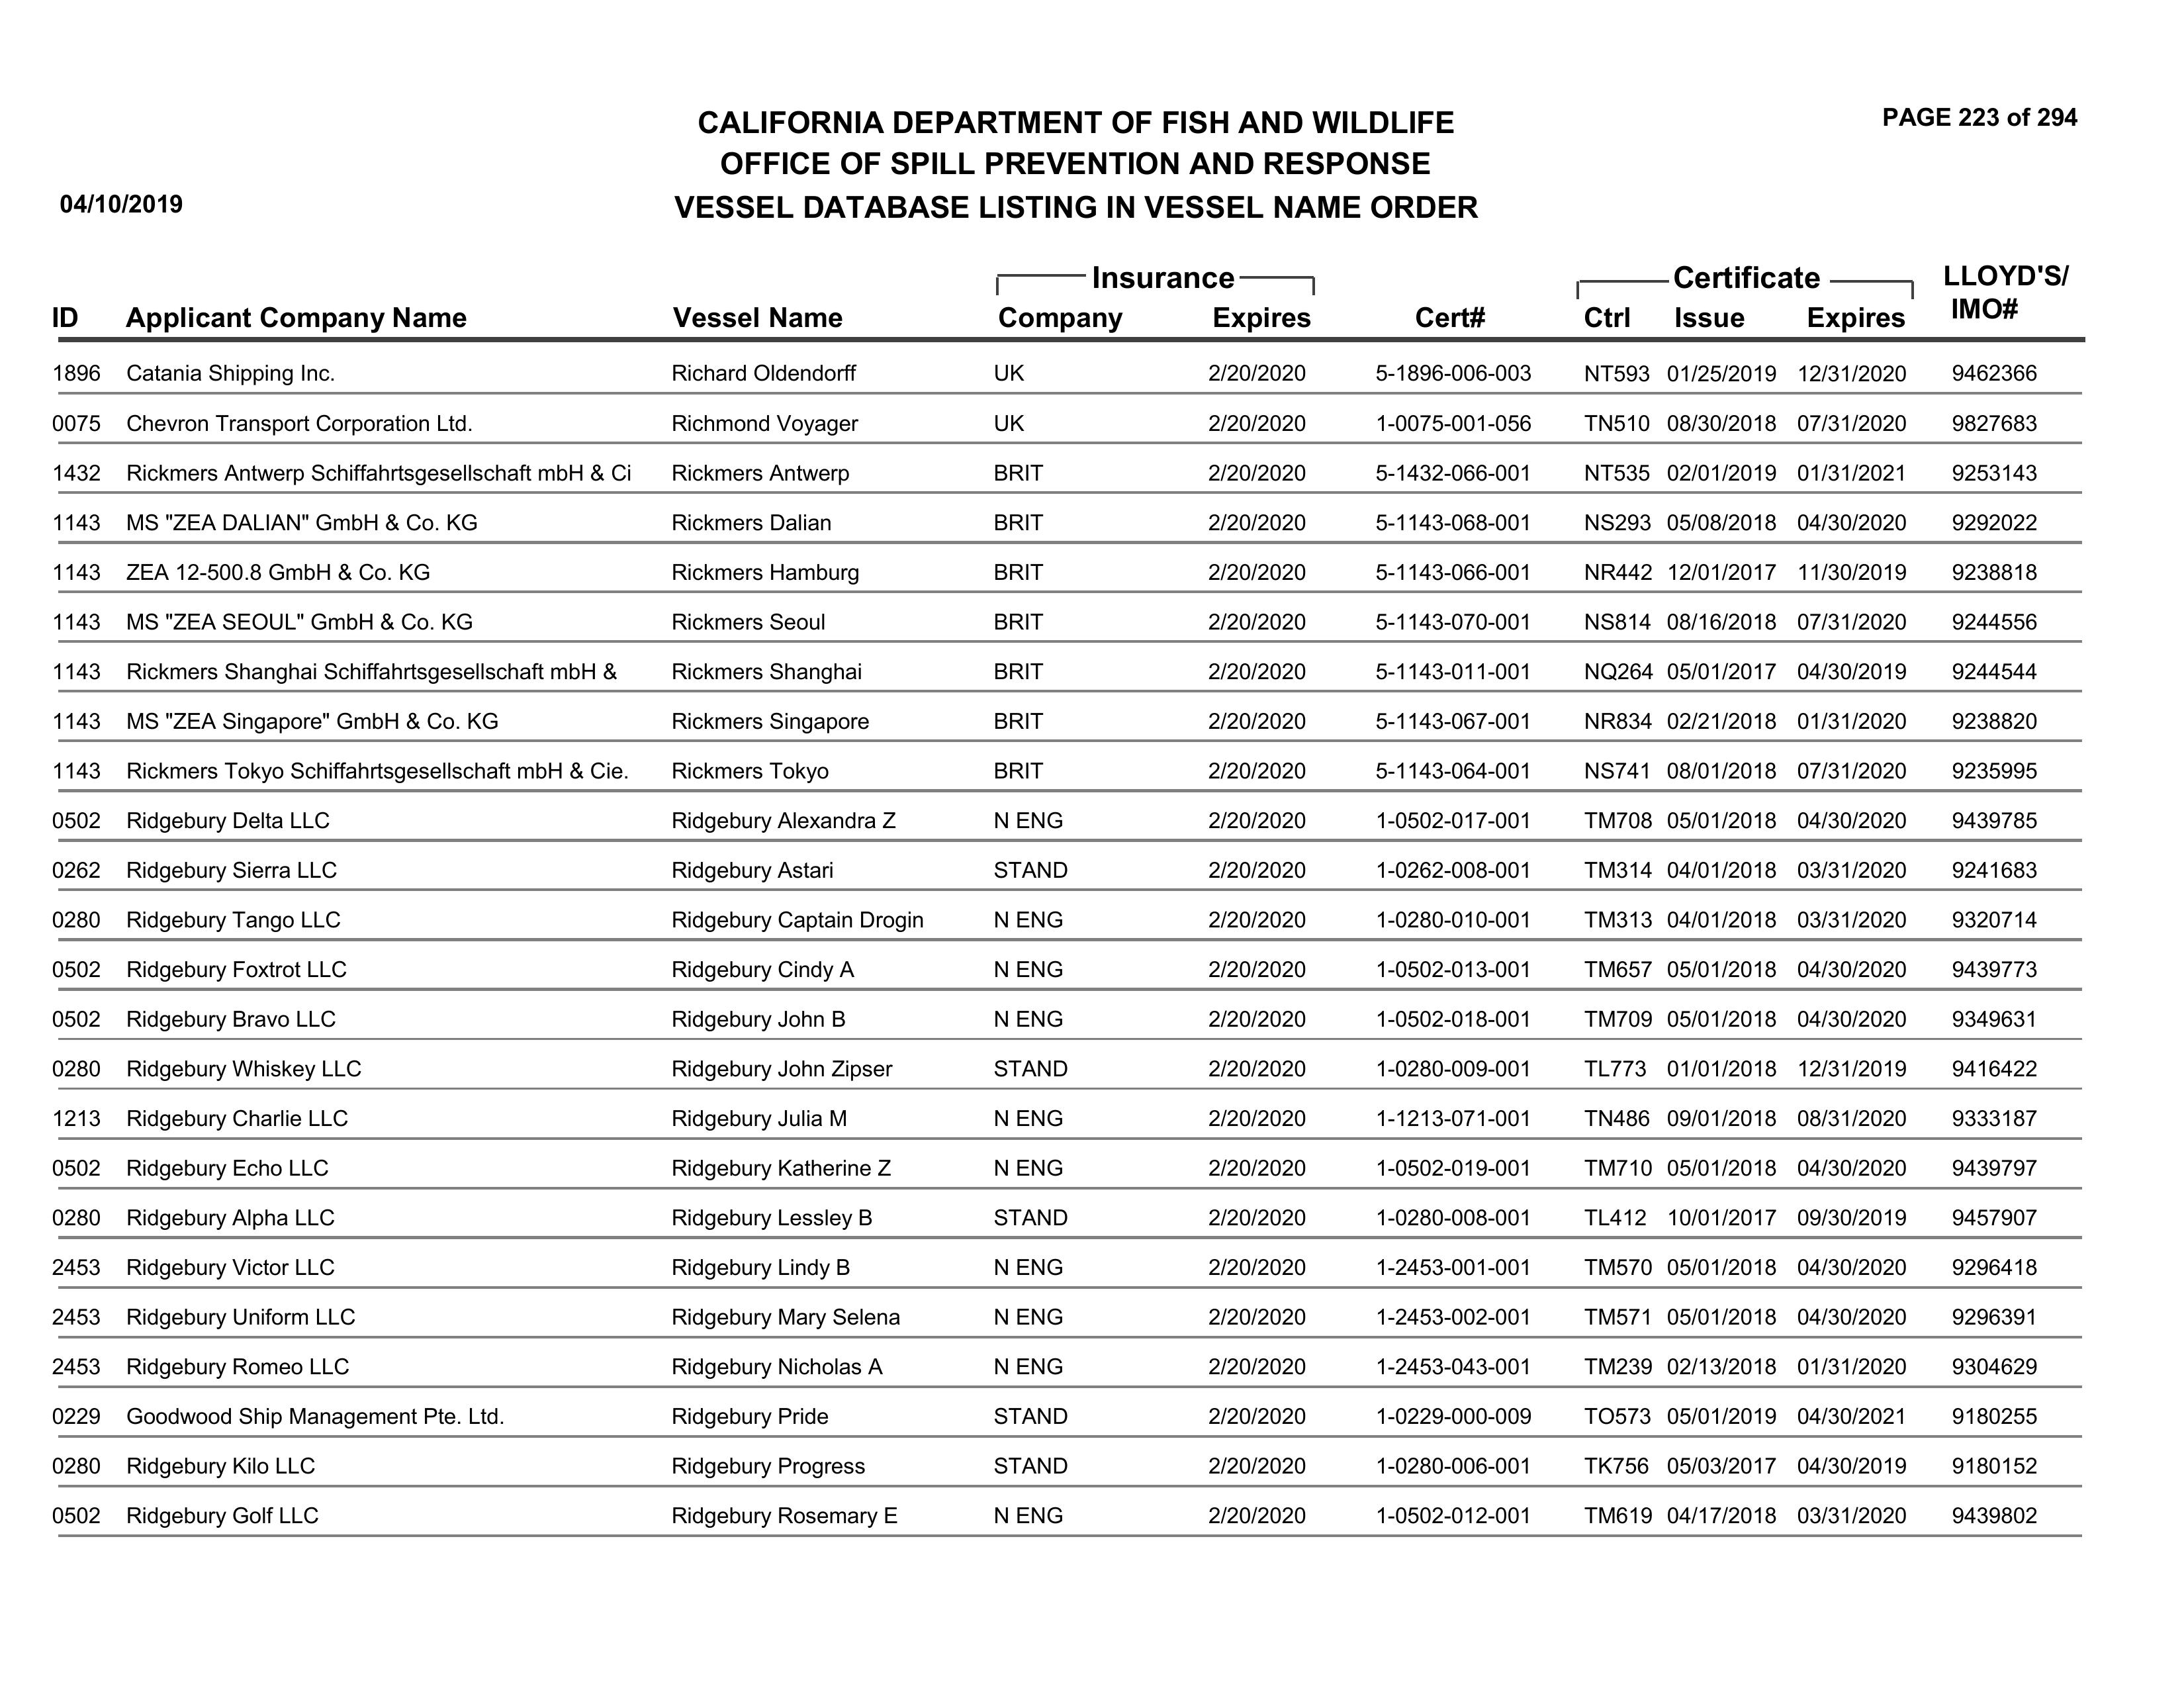 CALIFORNIA DEPARTMENT OF FISH AND WILDLIFE
PAGE 223 of 294
OFFICE OF SPILL PREVENTION AND RESPONSE
04/10/2019
VESSEL DATABASE LISTING IN VESSEL NAME ORDER
Insurance Certificate LLOYD'S/
ID Applicant Company Name Vessel Name Company Expires Cert# Ctrl Issue Expires IMO#
1896 Catania Shipping Inc. Richard Oldendorff UK 2/20/2020 5-1896-006-003 NT593 01/25/2019 12/31/2020 9462366
0075 Chevron Transport Corporation Ltd. Richmond Voyager UK 2/20/2020 1-0075-001-056 TN510 08/30/2018 07/31/2020 9827683
1432 Rickmers Antwerp Schiffahrtsgesellschaft mbH & Ci Rickmers Antwerp BRIT 2/20/2020 5-1432-066-001 NT535 02/01/2019 01/31/2021 9253143
1143 MS "ZEA DALIAN" GmbH & Co. KG Rickmers Dalian BRIT 2/20/2020 5-1143-068-001 NS293 05/08/2018 04/30/2020 9292022
1143 ZEA 12-500.8 GmbH & Co. KG Rickmers Hamburg BRIT 2/20/2020 5-1143-066-001 NR442 12/01/2017 11/30/2019 9238818
1143 MS "ZEA SEOUL" GmbH & Co. KG Rickmers Seoul BRIT 2/20/2020 5-1143-070-001 NS814 08/16/2018 07/31/2020 9244556
1143 Rickmers Shanghai Schiffahrtsgesellschaft mbH & Rickmers Shanghai BRIT 2/20/2020 5-1143-011-001 NQ264 05/01/2017 04/30/2019 9244544
1143 MS "ZEA Singapore" GmbH & Co. KG Rickmers Singapore BRIT 2/20/2020 5-1143-067-001 NR834 02/21/2018 01/31/2020 9238820
1143 Rickmers Tokyo Schiffahrtsgesellschaft mbH & Cie. Rickmers Tokyo BRIT 2/20/2020 5-1143-064-001 NS741 08/01/2018 07/31/2020 9235995
0502 Ridgebury Delta LLC Ridgebury Alexandra Z N ENG 2/20/2020 1-0502-017-001 TM708 05/01/2018 04/30/2020 9439785
0262 Ridgebury Sierra LLC Ridgebury Astari STAND 2/20/2020 1-0262-008-001 TM314 04/01/2018 03/31/2020 9241683
0280 Ridgebury Tango LLC Ridgebury Captain Drogin N ENG 2/20/2020 1-0280-010-001 TM313 04/01/2018 03/31/2020 9320714
0502 Ridgebury Foxtrot LLC Ridgebury Cindy A N ENG 2/20/2020 1-0502-013-001 TM657 05/01/2018 04/30/2020 9439773
0502 Ridgebury Bravo LLC Ridgebury John B N ENG 2/20/2020 1-0502-018-001 TM709 05/01/2018 04/30/2020 9349631
0280 Ridgebury Whiskey LLC Ridgebury John Zipser STAND 2/20/2020 1-0280-009-001 TL773 01/01/2018 12/31/2019 9416422
1213 Ridgebury Charlie LLC Ridgebury Julia M N ENG 2/20/2020 1-1213-071-001 TN486 09/01/2018 08/31/2020 9333187
0502 Ridgebury Echo LLC Ridgebury Katherine Z N ENG 2/20/2020 1-0502-019-001 TM710 05/01/2018 04/30/2020 9439797
0280 Ridgebury Alpha LLC Ridgebury Lessley B STAND 2/20/2020 1-0280-008-001 TL412 10/01/2017 09/30/2019 9457907
2453 Ridgebury Victor LLC Ridgebury Lindy B N ENG 2/20/2020 1-2453-001-001 TM570 05/01/2018 04/30/2020 9296418
2453 Ridgebury Uniform LLC Ridgebury Mary Selena N ENG 2/20/2020 1-2453-002-001 TM571 05/01/2018 04/30/2020 9296391
2453 Ridgebury Romeo LLC Ridgebury Nicholas A N ENG 2/20/2020 1-2453-043-001 TM239 02/13/2018 01/31/2020 9304629
0229 Goodwood Ship Management Pte. Ltd. Ridgebury Pride STAND 2/20/2020 1-0229-000-009 TO573 05/01/2019 04/30/2021 9180255
0280 Ridgebury Kilo LLC Ridgebury Progress STAND 2/20/2020 1-0280-006-001 TK756 05/03/2017 04/30/2019 9180152
0502 Ridgebury Golf LLC Ridgebury Rosemary E N ENG 2/20/2020 1-0502-012-001 TM619 04/17/2018 03/31/2020 9439802